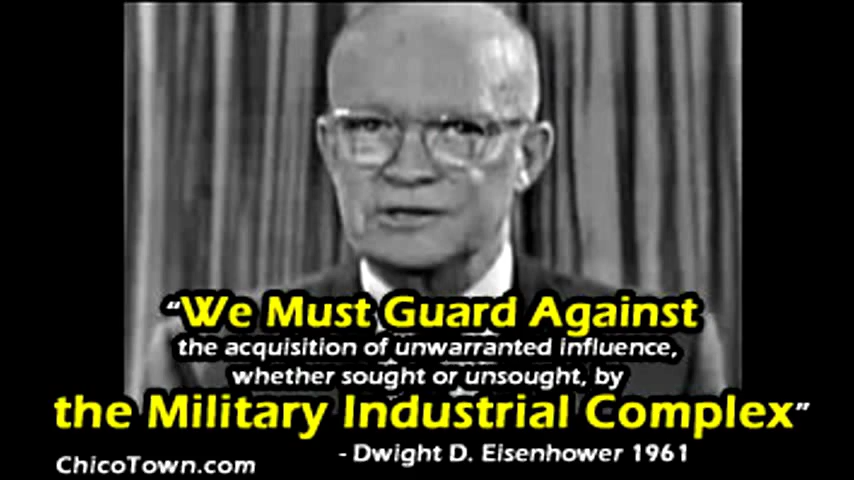 “We Must Guard Against
the acquisition of unwarranted influence,
whether sought or unsought, by
the Military Industrial Complex”
- Dwight D. Eisenhower 1961
ChicoTown.com